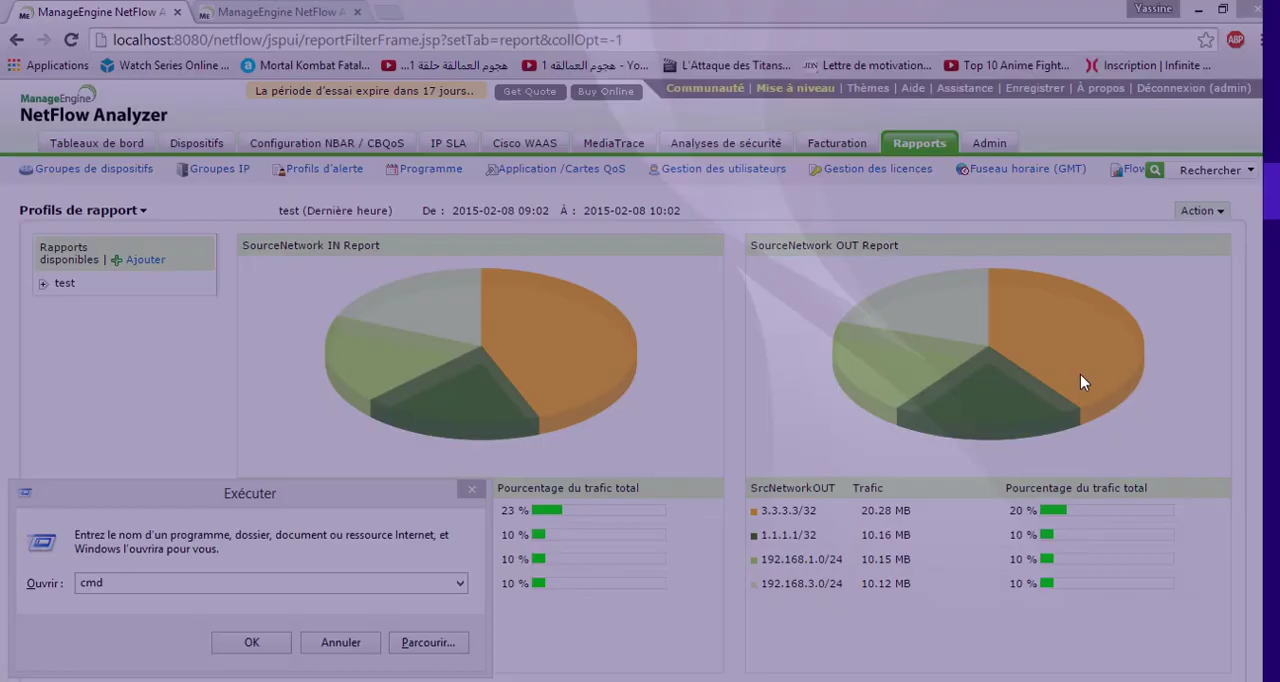 ManageEngine NetFlow A
ManageEngine NetFlow A
Yassine
localhost:8080/netflow/jspui/reportFilterFrame.jsp?setTab=report&collOpt=-1
ABP
Applications
Watch Series Online ...
Mortal Kombat Fatal...
هجوم العمالقة حلقة 1...
هجوم العمالقه 1 - Yo...
L'Attaque des Titans...
Lettre de motivation...
Top 10 Anime Fight...
Inscription | Infinite ...
ManageEngine
NetFlow Analyzer
La période d'essai expire dans 17 jours..
Get Quote
Buy Online
Communauté | Mise à niveau | Thèmes | Aide | Assistance | Enregistrer | À propos | Déconnexion (admin)
Tableaux de bord
Dispositifs
Configuration NBAR / CBQoS
IP SLA
Cisco WAAS
MediaTrace
Analyses de sécurité
Facturation
Rapports
Admin
Groupes de dispositifs
Groupes IP
Profils d'alerte
Programme
Application /Cartes QoS
Gestion des utilisateurs
Gestion des licences
Fuseau horaire (GMT)
Flow
Rechercher
Profils de rapport
test (Dernière heure)
De : 2015-02-08 09:02 À : 2015-02-08 10:02
Action
Rapports
disponibles | Ajouter
test
SourceNetwork IN Report
SourceNetwork OUT Report
Pourcentage du trafic total
23 %
10 %
10 %
10 %
SrcNetworkOUT Trafic Pourcentage du trafic total
3.3.3.3/32 20.28 MB 20 %
1.1.1.1/32 10.16 MB 10 %
192.168.1.0/24 10.15 MB 10 %
192.168.3.0/24 10.12 MB 10 %
Exécuter
Entrez le nom d'un programme, dossier, document ou ressource Internet, et
Windows l'ouvrira pour vous.
Ouvrir : cmd
OK
Annuler
Parcourir...